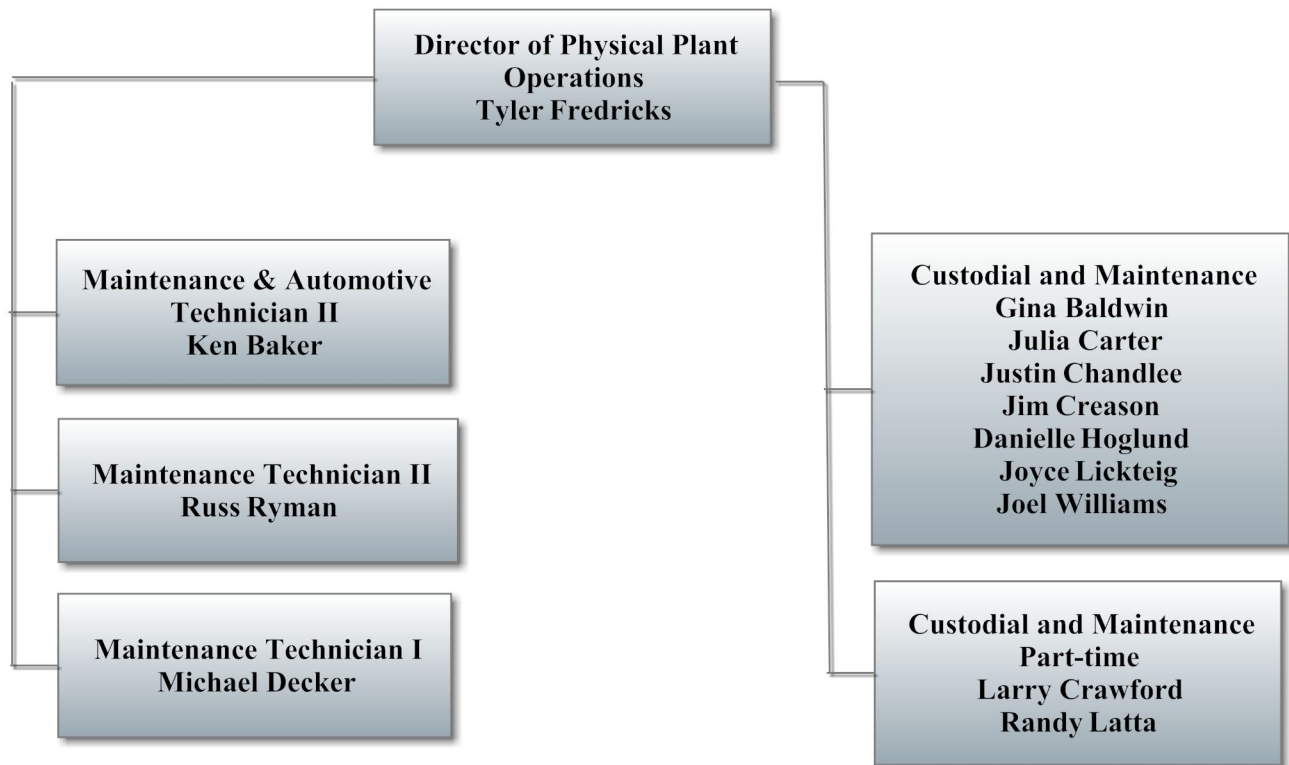 Director of Physical Plant
Operations
Tyler Fredricks
Maintenance & Automotive
Technician II
Ken Baker
Maintenance Technician II
Russ Ryman
Maintenance Technician I
Michael Decker
Custodial and Maintenance
Gina Baldwin
Julia Carter
Justin Chandlee
Jim Creason
Danielle Hoglund
Joyce Lickteig
Joel Williams
Custodial and Maintenance
Part-time
Larry Crawford
Randy Latta